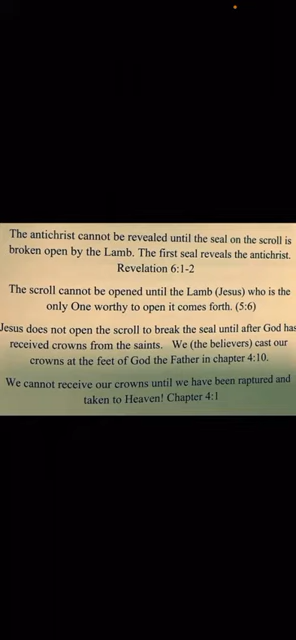 The antichrist cannot be revealed until the seal on the scroll is
broken open by the Lamb. The first seal reveals the antichrist.
Revelation 6:1-2
The scroll cannot be opened until the Lamb (Jesus) who is the
only One worthy to open it comes forth. (5:6)
Jesus does not open the scroll to break the seal until after God has
received crowns from the saints. We (the believers) cast our
crowns at the feet of God the Father in chapter 4:10.
We cannot receive our crowns until we have been raptured and
taken to Heaven! Chapter 4:1